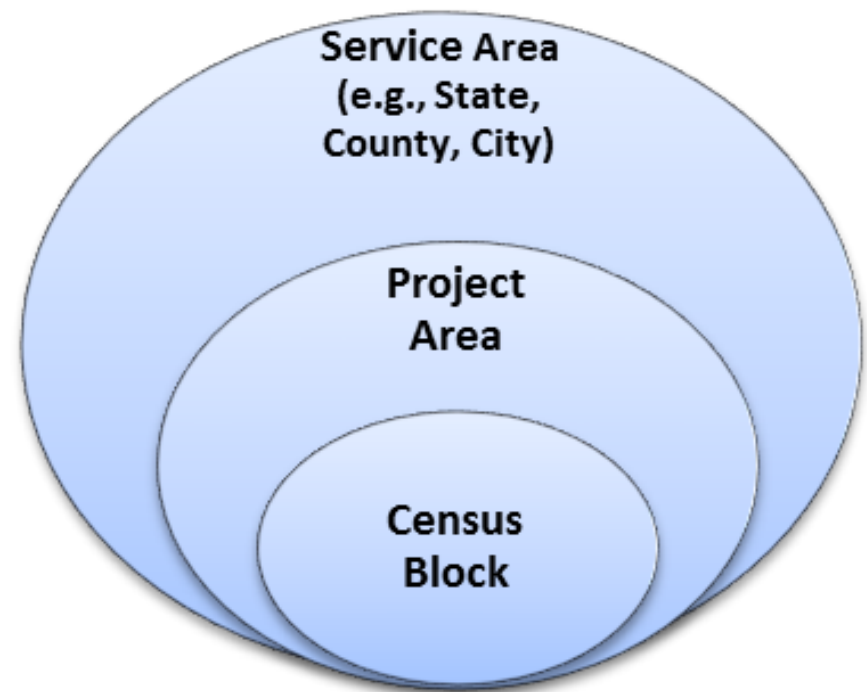 Service Area
(e.g., State,
County, City)
Project
Area
Census
Block